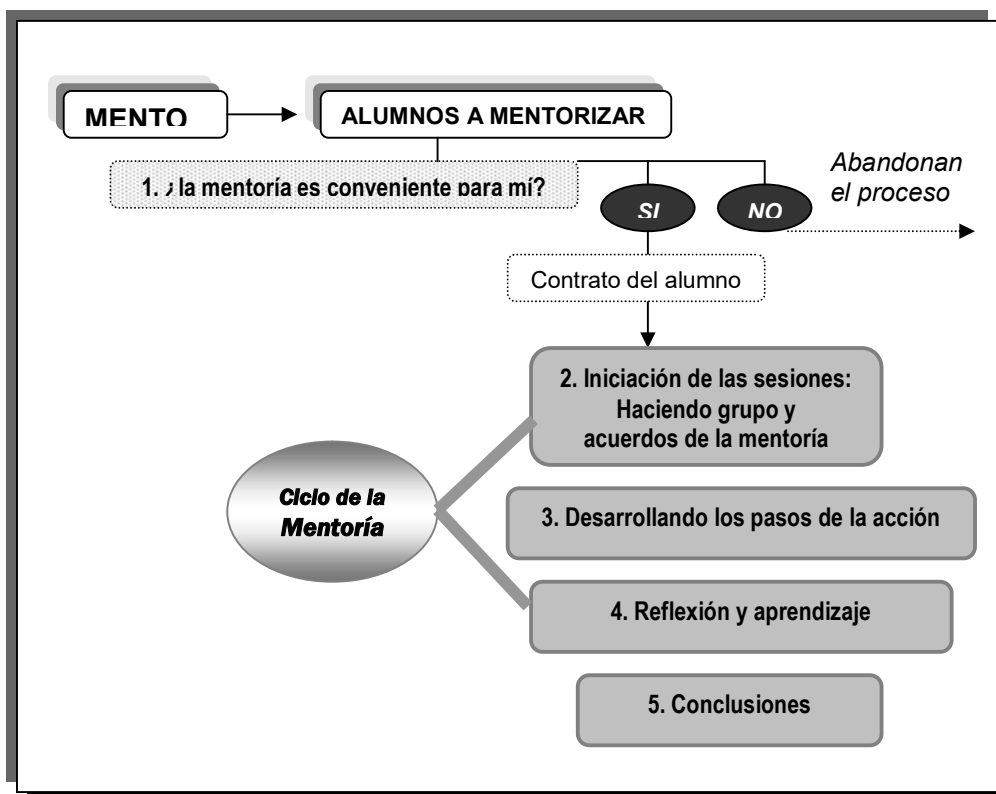 MENTO
ALUMNOS A MENTORIZAR
1. ¿la mentoría es conveniente para mí?
Abandonan
el proceso
SI
NO
Contrato del alumno
2. Iniciación de las sesiones:
Haciendo grupo y
acuerdos de la mentoría
Ciclo de la
Mentoría
3. Desarrollando los pasos de la acción
4. Reflexión y aprendizaje
5. Conclusiones